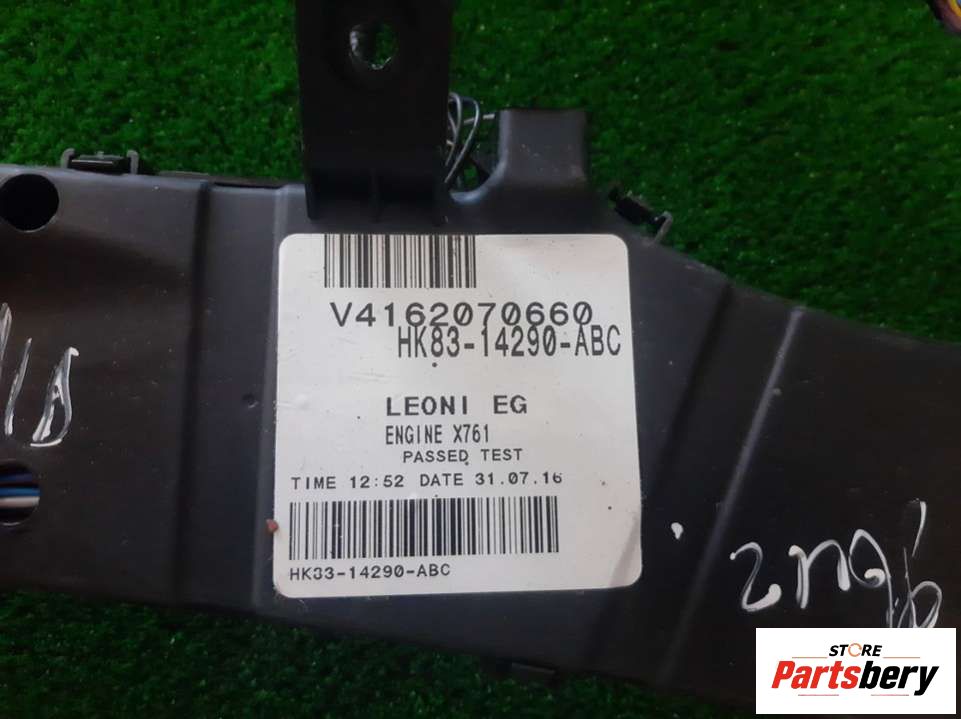 V4162070660
HK83-14290-ABC
LEONI EG
ENGINE X761
PASSED TEST
TIME 12:52 DATE 31.07.16
HK83-14290-ABC
STORE
Partsbery